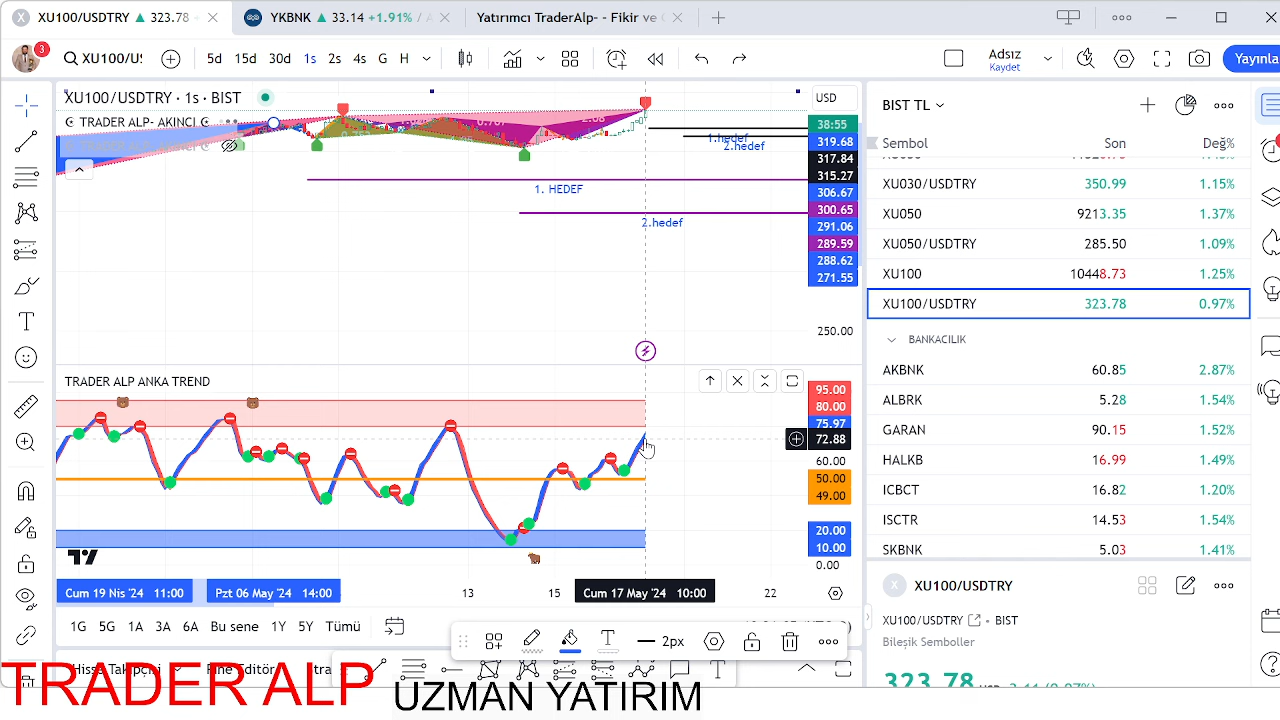 XU100/USDTRY ▲ 323.78
YKBNK ▲ 33.14 +1.91% /
Yatırımcı TraderAlp- - Fikir ve
3
XU100/U
5d 15d 30d 1s 2s 4s G H
Adsız
Kaydet
Yayınla
XU100/USDTRY · 1s · BIST
TRADER ALP- AKINCI
USD
38:55
319.68
317.84
315.27
306.67
300.65
291.06
289.59
288.62
271.55
250.00
1.hedef
2.hedef
1. HEDEF
2.hedef
TRADER ALP ANKA TREND
95.00
80.00
75.97
72.88
60.00
50.00
49.00
20.00
10.00
0.00
Cum 19 Nis '24 11:00
Pzt 06 May '24 14:00
13
15
Cum 17 May '24 10:00
22
1G 5G 1A 3A 6A Bu sene 1Y 5Y Tümü
2px
BIST TL
Sembol Son Değ%
XU030/USDTRY 350.99 1.15%
XU050 9213.35 1.37%
XU050/USDTRY 285.50 1.09%
XU100 10448.73 1.25%
XU100/USDTRY 323.78 0.97%
BANKACILIK
AKBNK 60.85 2.87%
ALBRK 5.28 1.54%
GARAN 90.15 1.52%
HALKB 16.99 1.49%
ICBCT 16.82 1.20%
ISCTR 14.53 1.54%
SKBNK 5.03 1.41%
XU100/USDTRY
XU100/USDTRY • BIST
Bileşik Semboller
323.78
TRADER ALP UZMAN YATIRIM